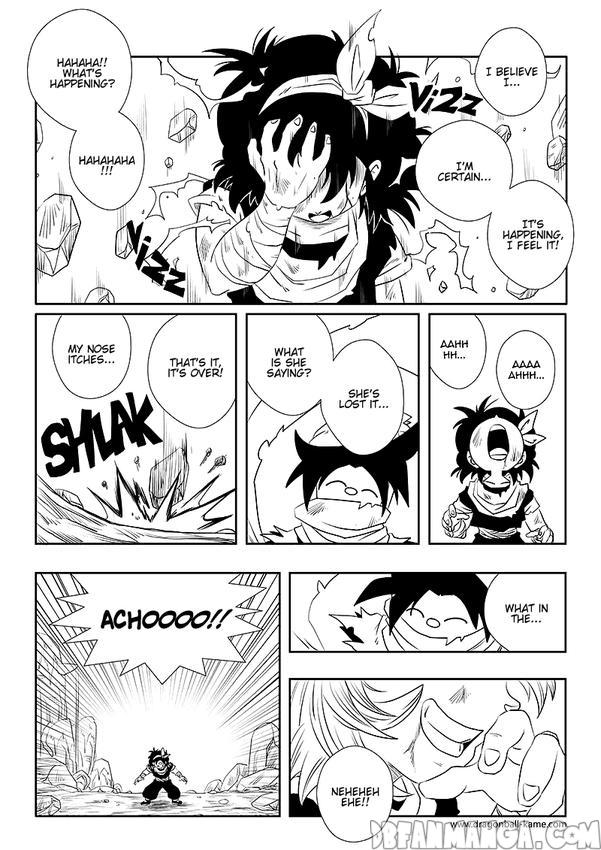 HAHAHA!!
WHAT'S
HAPPENING?
HAHAHAHA
!!!
I BELIEVE
I...
VIZZ
I'M
CERTAIN...
IT'S
HAPPENING,
I FEEL IT!
VIZZ
MY NOSE
ITCHES...
THAT'S IT,
IT'S OVER!
SHLAK
WHAT
IS SHE
SAYING?
SHE'S
LOST IT...
AAHH
HH...
AAAA
AHHH...
ACHOOOO!!
WHAT IN
THE...
NEHEHEH
EHE!!
www.dragonball-kame.com
DBFANMANGA.COM